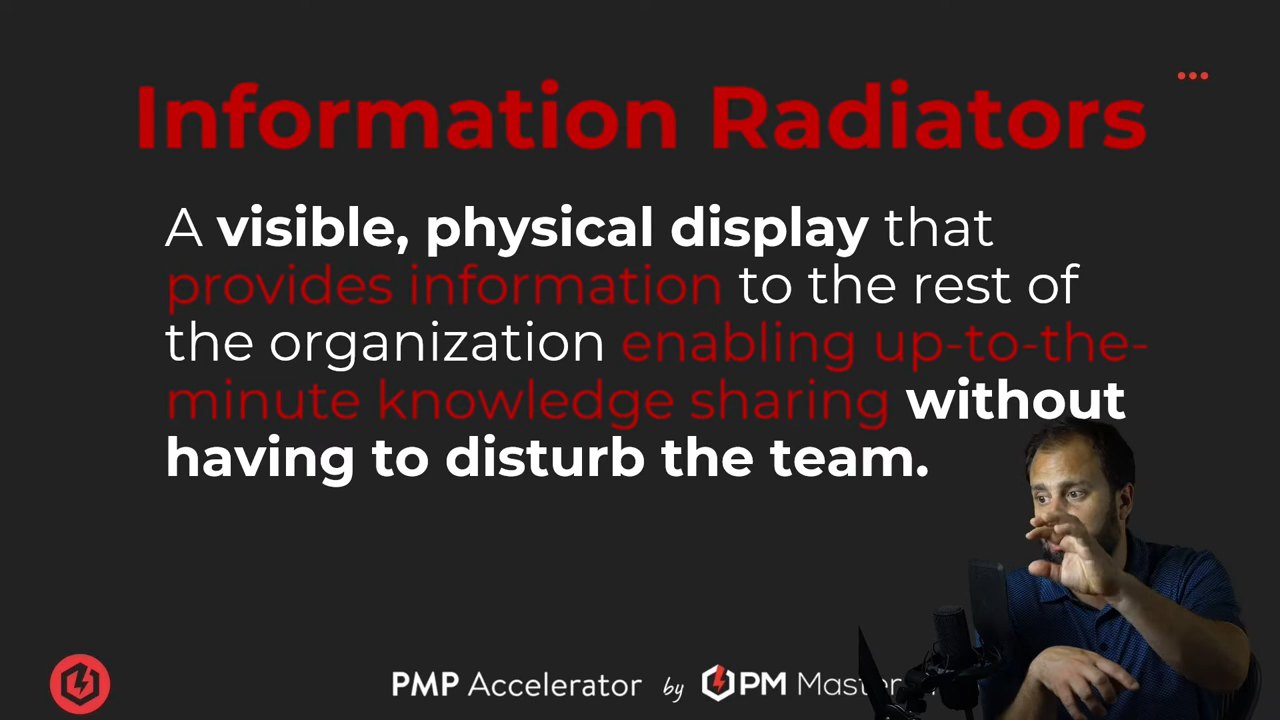 Information Radiators
A visible, physical display that
provides information to the rest of
the organization enabling up-to-the-
minute knowledge sharing without
having to disturb the team.
PMP Accelerator by PM